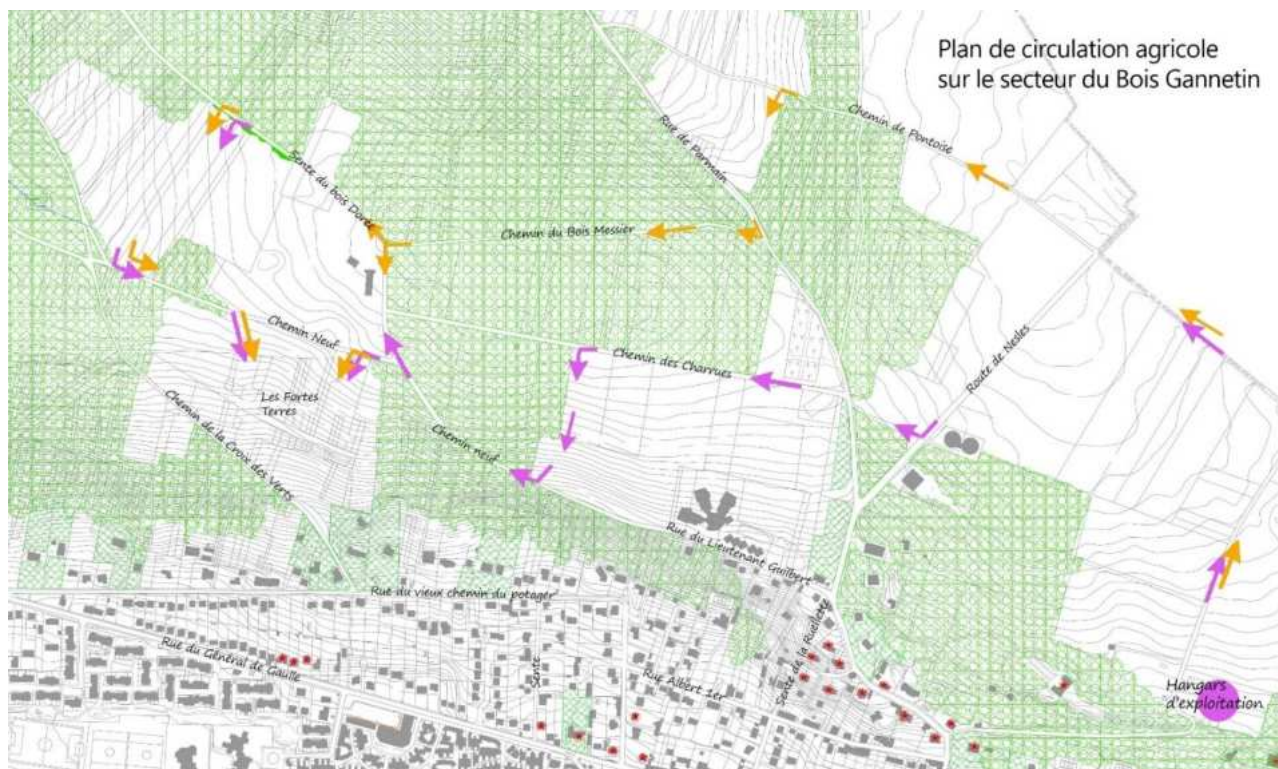 Plan de circulation agricole
sur le secteur du Bois Gannetin
Chemin de Pontoise
Rue de Parmain
Sente du bois Dorté
Chemin du Bois Messier
Chemin Neuf
Chemin des Charrues
Route de Nesles
Les Fortes
Terres
Chemin de la Croix des Verts
Chemin neuf
Rue du Lieutenant Guilbert
Rue du vieux chemin du potager
Rue du Général de Gaulle
Sente
Rue Albert 1er
Sente de la Ruellette
Hangars
d'exploitation